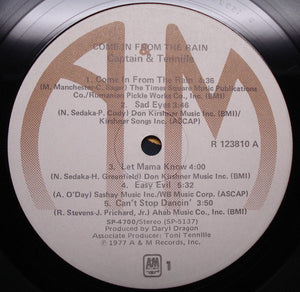 COME IN FROM THE RAIN
Captain & Tennille
1. Come In From The Rain 4:36
(M. Manchester-C. Sager) The Times Square Music Publications
Co./Rumanian Pickle Works Co., Inc. (BMI)
2. Sad Eyes 3:46
(N. Sedaka-P. Cody) Don Kirshner Music Inc. (BMI)/
Kirshner Songs Inc. (ASCAP)
R 123810 A
3. Let Mama Know 4:00
(N. Sedaka-H. Greenfield) Don Kirshner Music Inc. (BMI)
4. Easy Evil 5:32
(A. O'Day) Sashay Music Inc./WB Music Corp. (ASCAP)
5. Can't Stop Dancin' 3:50
(R. Stevens-J. Prichard, Jr.) Ahab Music Co., Inc. (BMI)
SP-4700/Stereo (SP-5137)
Produced by Daryl Dragon
Associate Producer: Toni Tennille
℗1977 A & M Records, Inc.
A&M
1